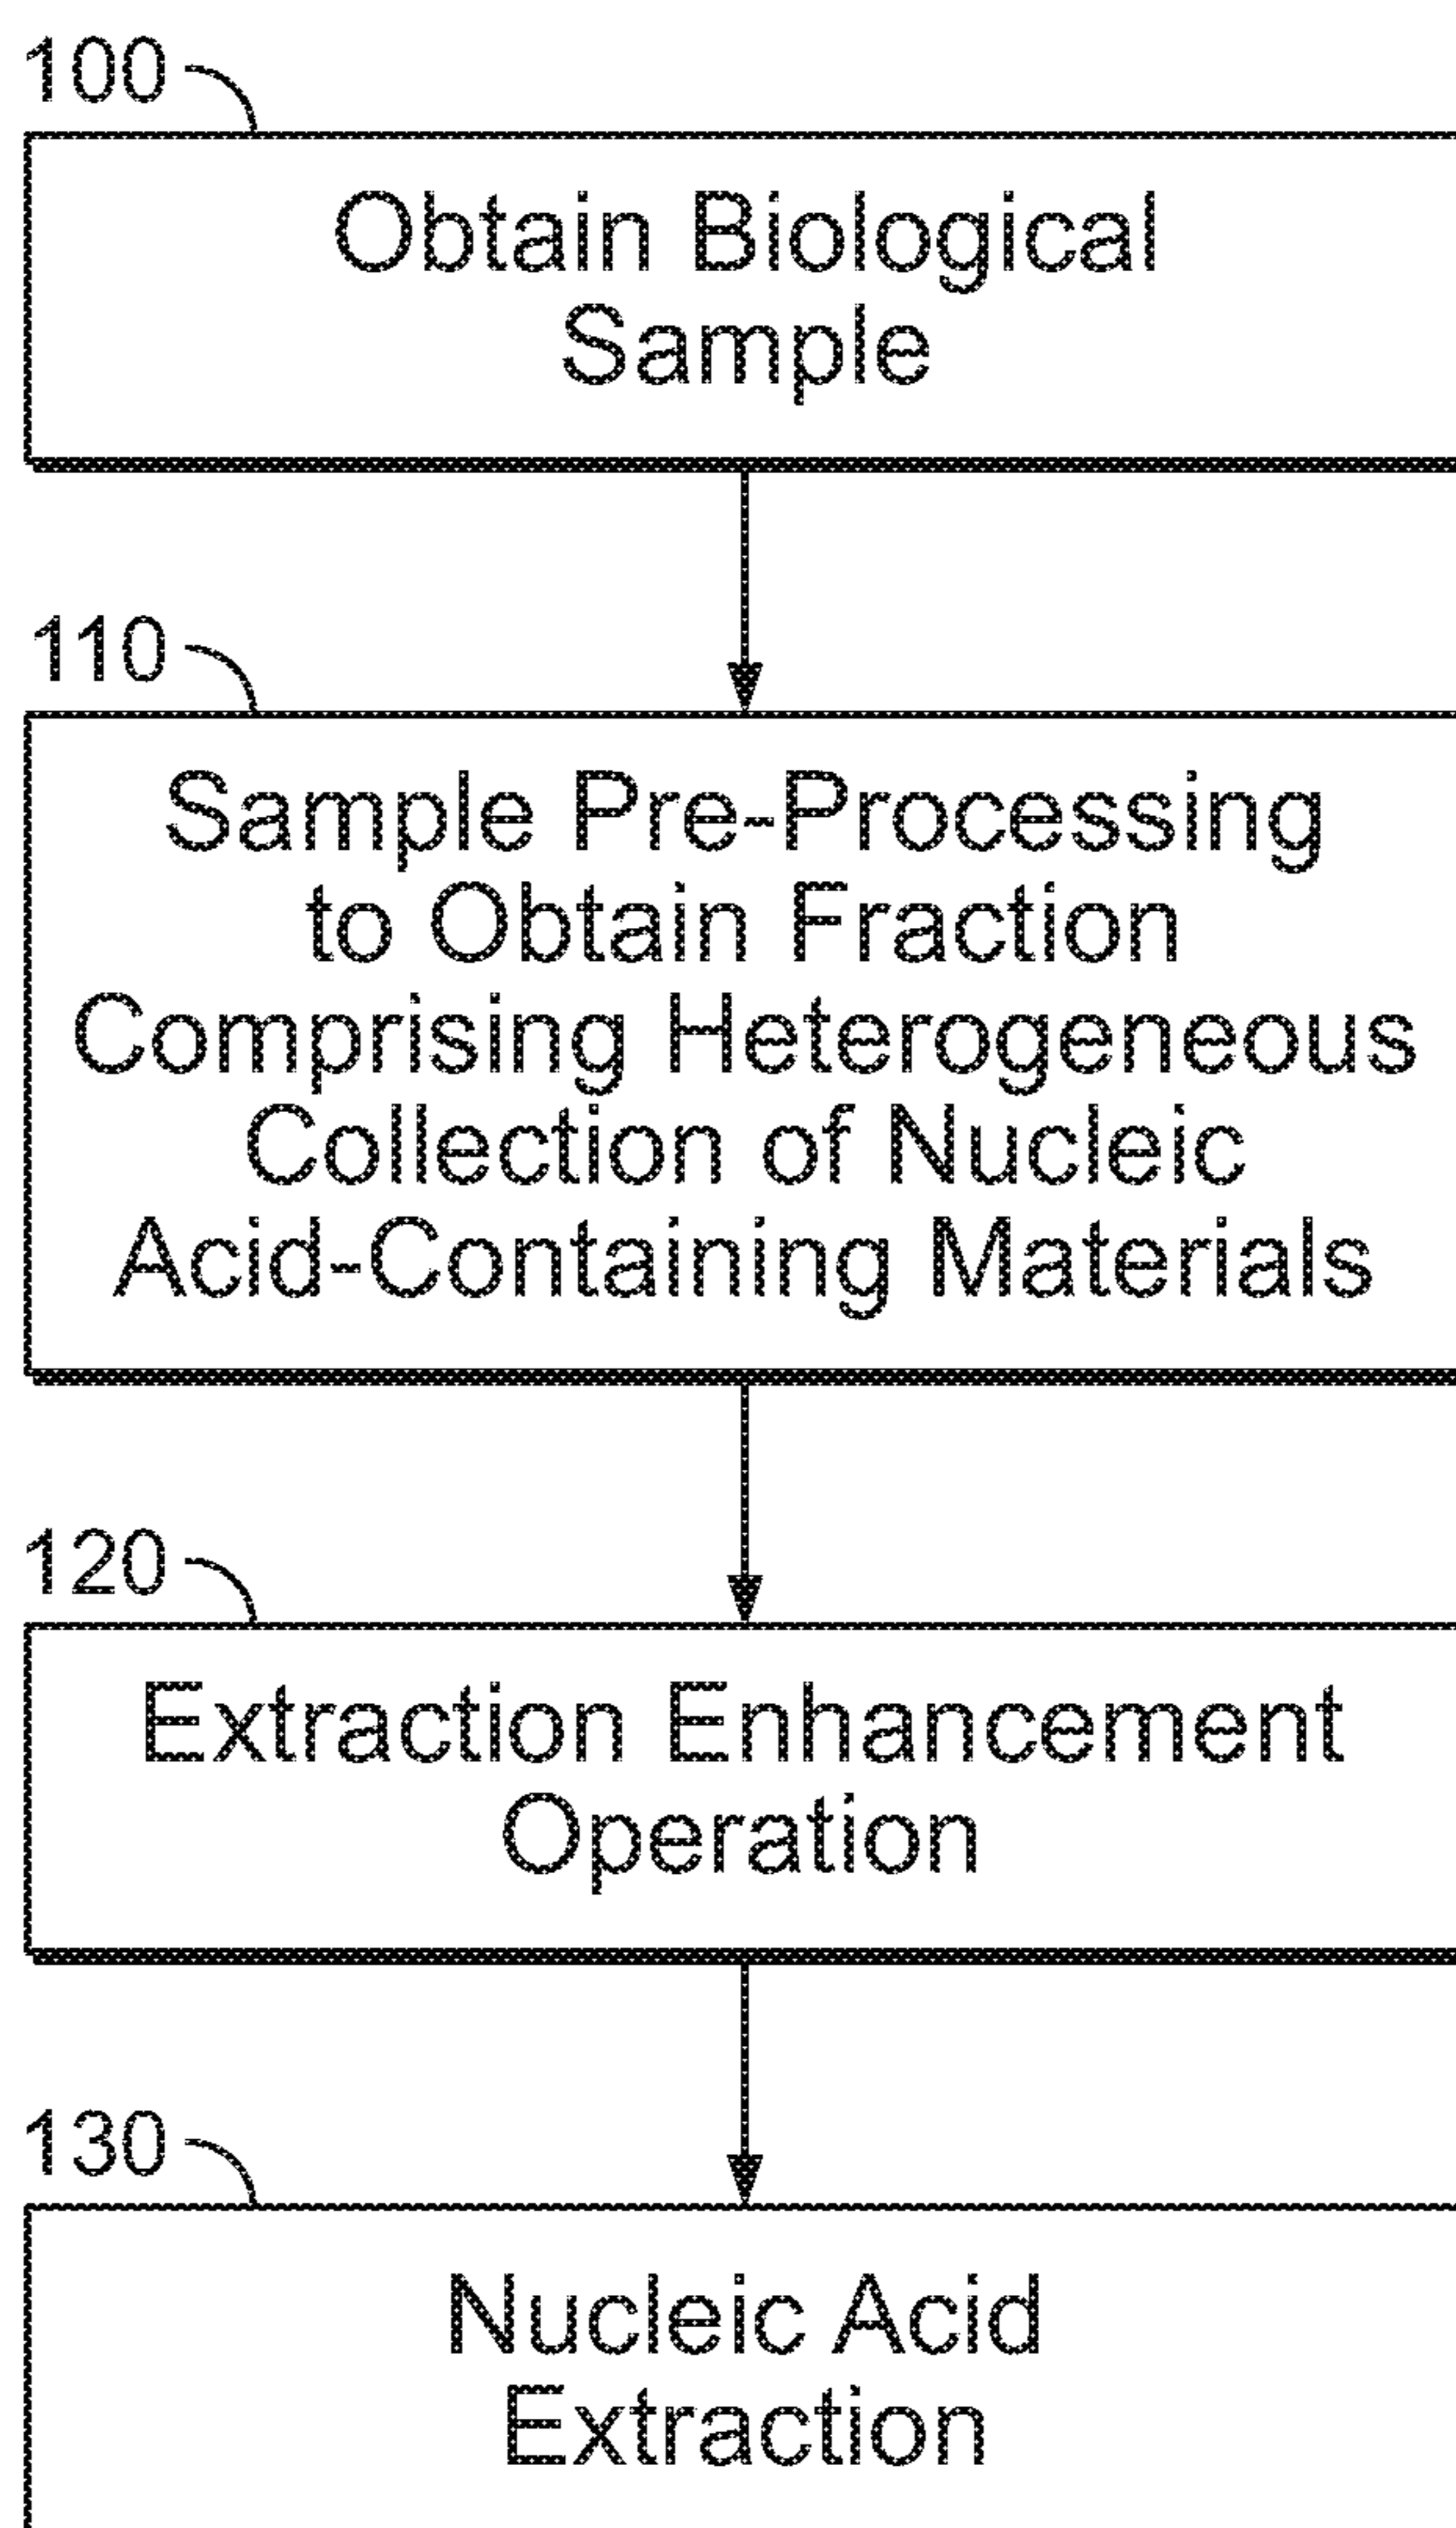 100
Obtain Biological
Sample
110
Sample Pre-Processing
to Obtain Fraction
Comprising Heterogeneous
Collection of Nucleic
Acid-Containing Materials
120
Extraction Enhancement
Operation
130
Nucleic Acid
Extraction